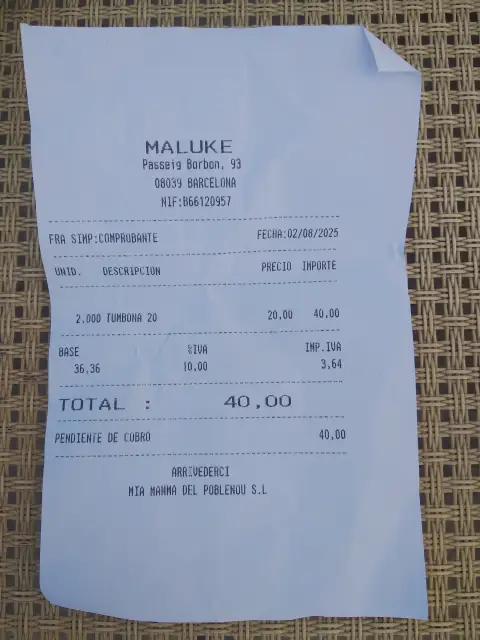 MALUKE
Passeig Borbon, 93
08039 BARCELONA
NIF:B66120957
FRA SIMP:COMPROBANTE FECHA:02/08/2025
UNID. DESCRIPCION PRECIO IMPORTE
2.000 TUMBONA 20 20,00 40,00
BASE %IVA IMP.IVA
36,36 10,00 3,64
TOTAL : 40,00
PENDIENTE DE COBRO 40,00
ARRIVEDERCI
MIA MAMMA DEL POBLENOU S.L